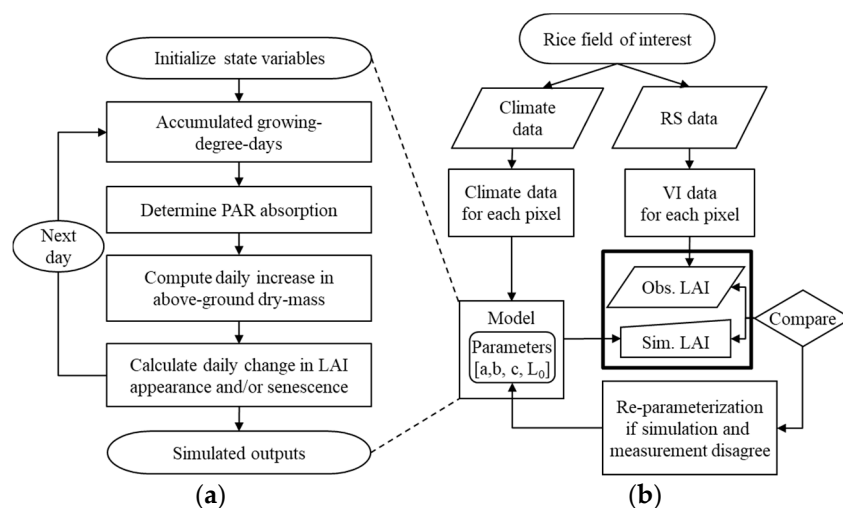 Initialize state variables
Accumulated growing-
degree-days
Determine PAR absorption
Next
day
Compute daily increase in
above-ground dry-mass
Calculate daily change in LAI
appearance and/or senescence
Simulated outputs
(a)
Rice field of interest
Climate
data
RS data
Climate data
for each pixel
VI data
for each pixel
Obs. LAI
Model
Parameters
[a,b, c, L₀]
Sim. LAI
Compare
Re-parameterization
if simulation and
measurement disagree
(b)